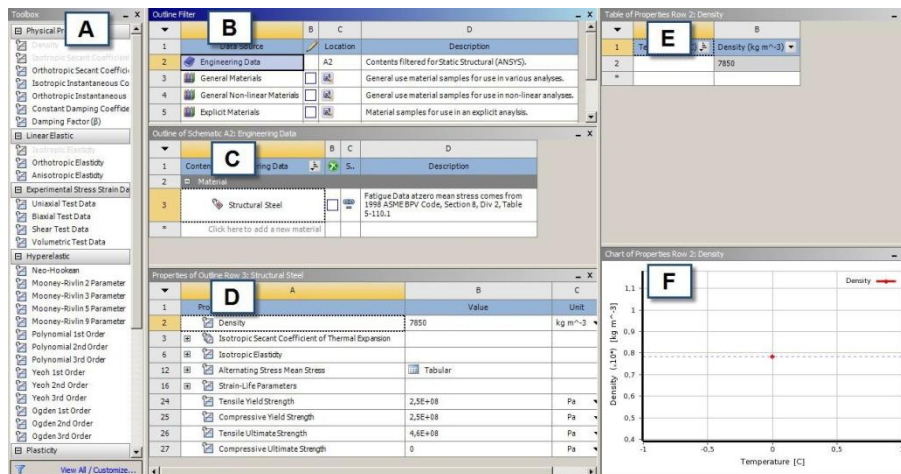 Toolbox
A
Physical Pr
Density
Isotropic Secant Coefficient
Orthotropic Secant Coeffici
Isotropic Instantaneous Co
Orthotropic Instantaneous
Constant Damping Coefficie
Damping Factor (β)
Linear Elastic
Isotropic Elasticity
Orthotropic Elasticity
Anisotropic Elasticity
Experimental Stress Strain Da
Uniaxial Test Data
Biaxial Test Data
Shear Test Data
Volumetric Test Data
Hyperelastic
Neo-Hookean
Mooney-Rivlin 2 Parameter
Mooney-Rivlin 3 Parameter
Mooney-Rivlin 5 Parameter
Mooney-Rivlin 9 Parameter
Polynomial 1st Order
Polynomial 2nd Order
Polynomial 3rd Order
Yeoh 1st Order
Yeoh 2nd Order
Yeoh 3rd Order
Ogden 1st Order
Ogden 2nd Order
Ogden 3rd Order
Plasticity
View All / Customize...
Outline Filter
B
B C D
1 Data Source Location Description
2 Engineering Data A2 Contents filtered for Static Structural (ANSYS).
3 General Materials General use material samples for use in various analyses.
4 General Non-linear Materials General use material samples for use in non-linear analyses.
5 Explicit Materials Material samples for use in an explicit anaylsis.
Outline of Schematic A2: Engineering Data
C
B C D
1 Conten ring Data S.. Description
2 Material
3 Structural Steel Fatigue Data atzero mean stress comes from
1998 ASME BPV Code, Section 8, Div 2, Table
5-110.1
* Click here to add a new material
Properties of Outline Row 3: Structural Steel
D
A B C
1 Pro Value Unit
2 Density 7850 kg m^-3
3 Isotropic Secant Coefficient of Thermal Expansion
6 Isotropic Elasticity
12 Alternating Stress Mean Stress Tabular
16 Strain-Life Parameters
24 Tensile Yield Strength 2,5E+08 Pa
25 Compressive Yield Strength 2,5E+08 Pa
26 Tensile Ultimate Strength 4,6E+08 Pa
27 Compressive Ultimate Strength 0 Pa
Table of Properties Row 2: Density
E
B
1 Te Density (kg m^-3)
2 7850
*
Chart of Properties Row 2: Density
F
Density
1,1
1
0,9
0,8
0,7
0,6
0,5
0,4
Density (.10⁴) [kg m^-3]
-1 -0,5 0 0,5 1
Temperature [C]